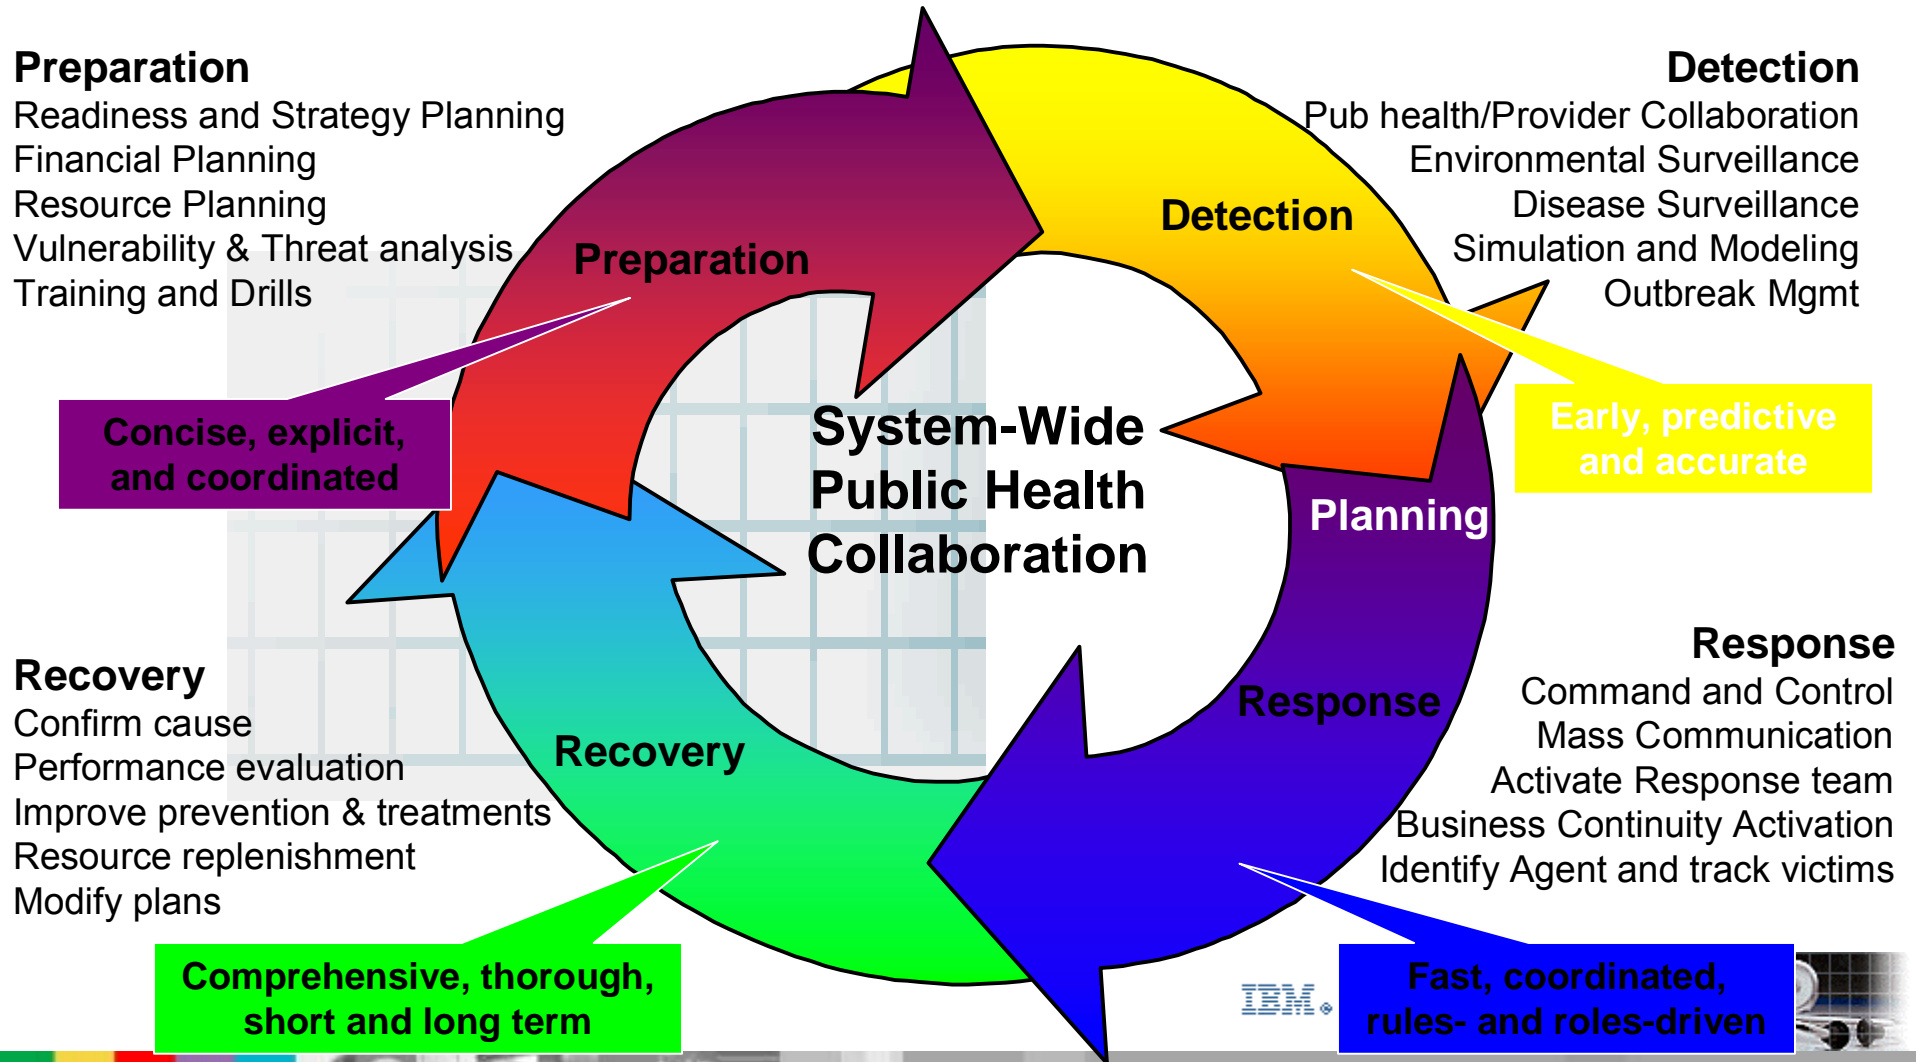 Preparation
Readiness and Strategy Planning
Financial Planning
Resource Planning
Vulnerability & Threat analysis
Training and Drills
Detection
Pub health/Provider Collaboration
Environmental Surveillance
Disease Surveillance
Simulation and Modeling
Outbreak Mgmt
Preparation
Detection
Concise, explicit,
and coordinated
System-Wide
Public Health
Collaboration
Early, predictive
and accurate
Planning
Recovery
Confirm cause
Performance evaluation
Improve prevention & treatments
Resource replenishment
Modify plans
Recovery
Response
Response
Command and Control
Mass Communication
Activate Response team
Business Continuity Activation
Identify Agent and track victims
Comprehensive, thorough,
short and long term
IBM®
Fast, coordinated,
rules- and roles-driven